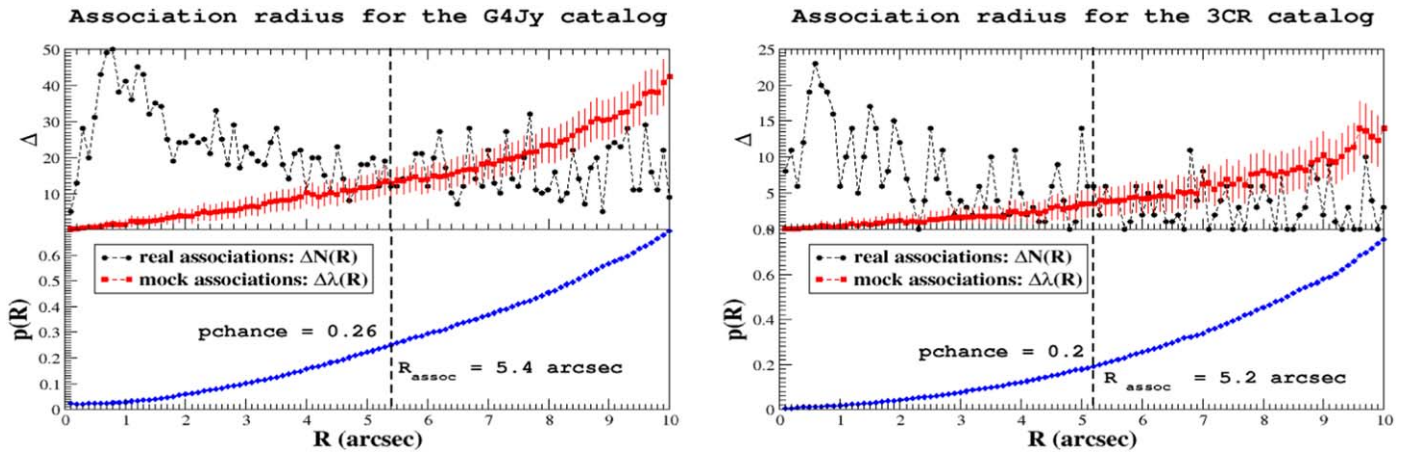 Association radius for the G4Jy catalog
50
40
30
20
10
Δ
real associations: ΔN(R)
mock associations: Δλ(R)
0.6
0.5
0.4
0.3
0.2
0.1
0
p(R)
pchance = 0.26
R_assoc = 5.4 arcsec
0 1 2 3 4 5 6 7 8 9 10
R (arcsec)
Association radius for the 3CR catalog
25
20
15
10
5
Δ
real associations: ΔN(R)
mock associations: Δλ(R)
0.6
0.4
0.2
0
p(R)
pchance = 0.2
R_assoc = 5.2 arcsec
0 1 2 3 4 5 6 7 8 9 10
R (arcsec)